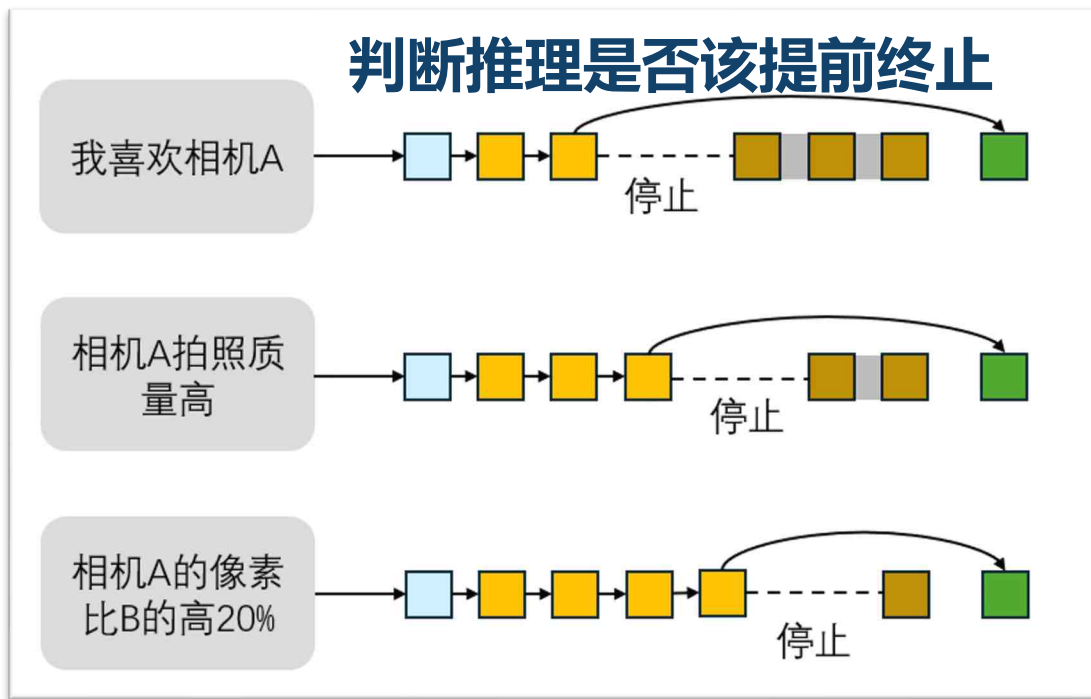 判断推理是否该提前终止
我喜欢相机A
停止
相机A拍照质
量高
停止
相机A的像素
比B的高20%
停止